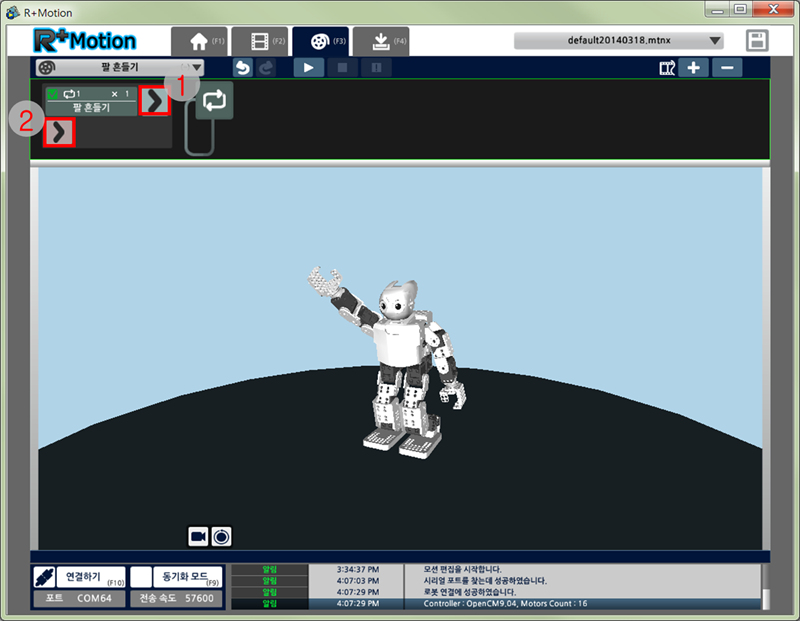 R+Motion
R+Motion
(F1)
(F2)
(F3)
(F4)
default20140318.mtnx
팔 흔들기
1 × 1
팔 흔들기
1
2
연결하기 (F10)
동기화 모드 (F9)
포트 COM64
전송 속도 57600
알림 3:34:37 PM 모션 편집을 시작합니다.
알림 4:07:03 PM 시리얼 포트를 찾는데 성공하였습니다.
알림 4:07:29 PM 로봇 연결에 성공하였습니다.
알림 4:07:29 PM Controller : OpenCM9.04, Motors Count : 16